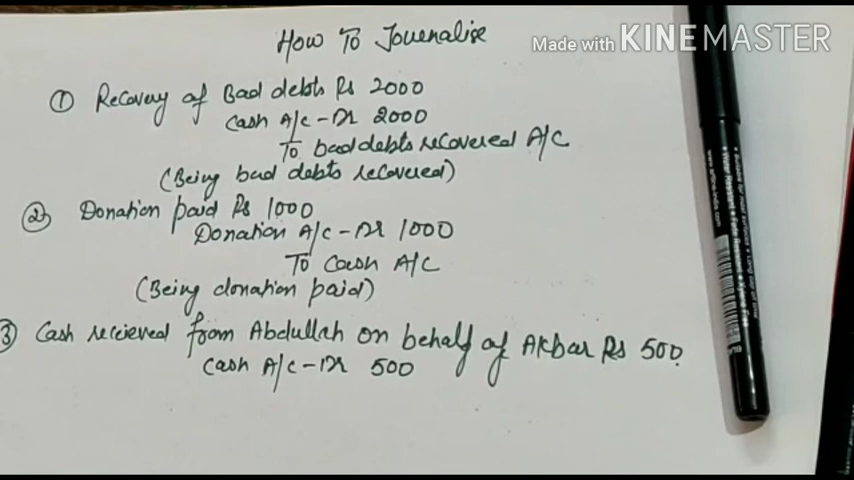 How To Journalise
Made with KINEMASTER
① Recovery of Bad debts Rs 2000
Cash A/c - Dr 2000
To bad debts recovered A/C
(Being bad debts recovered)
② Donation paid Rs 1000
Donation A/c - Dr 1000
To Cash A/C
(Being donation paid)
③ Cash recieved from Abdullah on behalf of Akbar Rs 500.
Cash A/c - Dr 500